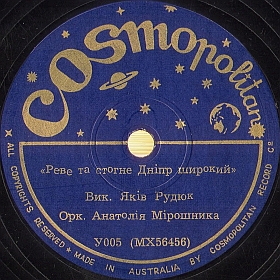 COSMOpolitan
«Реве та стогне Дніпр широкий»
Вик. Яків Рудюк
Орк. Анатолія Мірошника
У005 (MX56456)
ALL COPYRIGHTS RESERVED ★ MADE IN AUSTRALIA BY COSMOPOLITAN RECORD Co